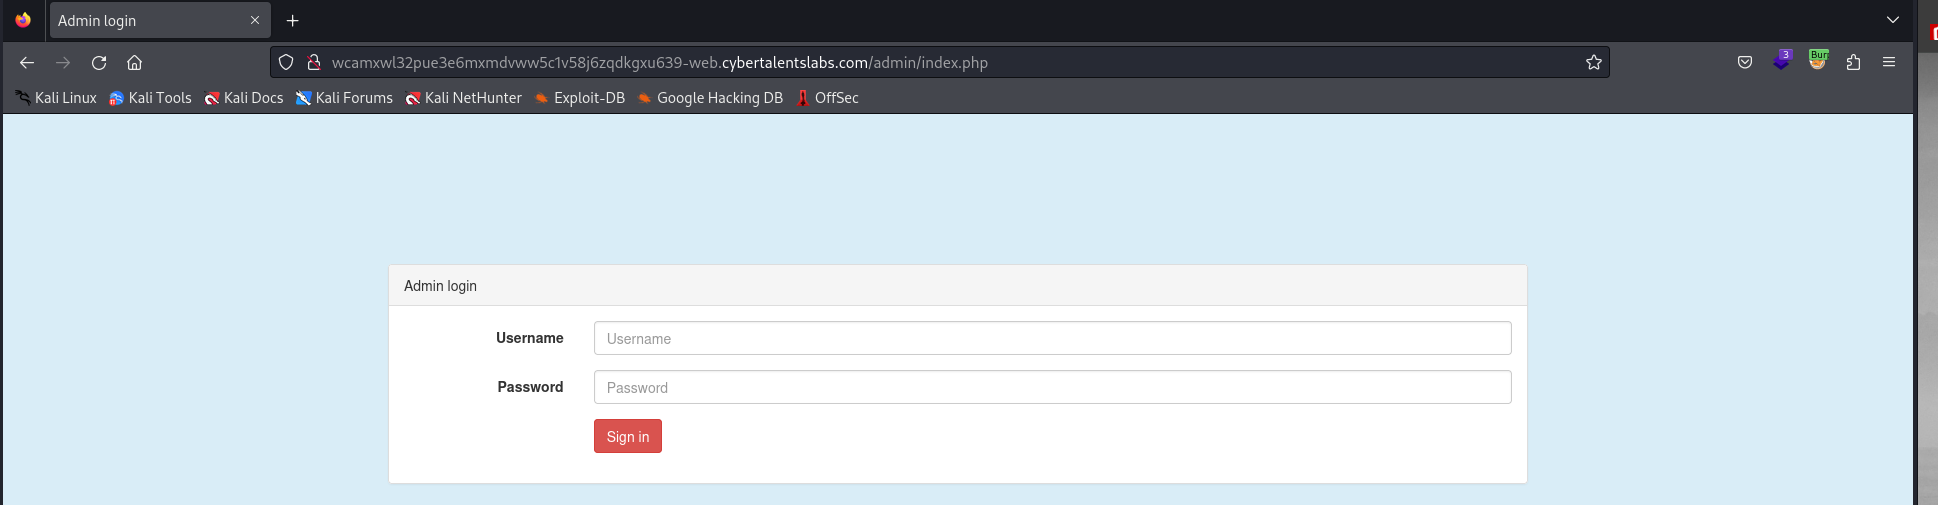 Admin login
wcamxwl32pue3e6mxmdvww5c1v58j6zqdkgxu639-web.cybertalentslabs.com/admin/index.php
3
Burr
Kali Linux Kali Tools Kali Docs Kali Forums Kali NetHunter Exploit-DB Google Hacking DB OffSec
Admin login
Username Username
Password Password
Sign in